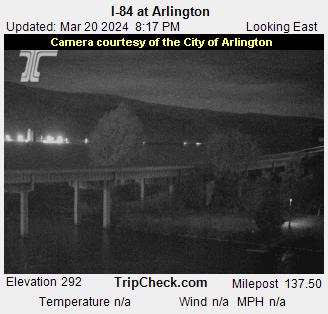 I-84 at Arlington
Updated: Mar 20 2024 8:17 PM Looking East
Camera courtesy of the City of Arlington
Elevation 292 TripCheck.com Milepost 137.50
Temperature n/a Wind n/a MPH n/a